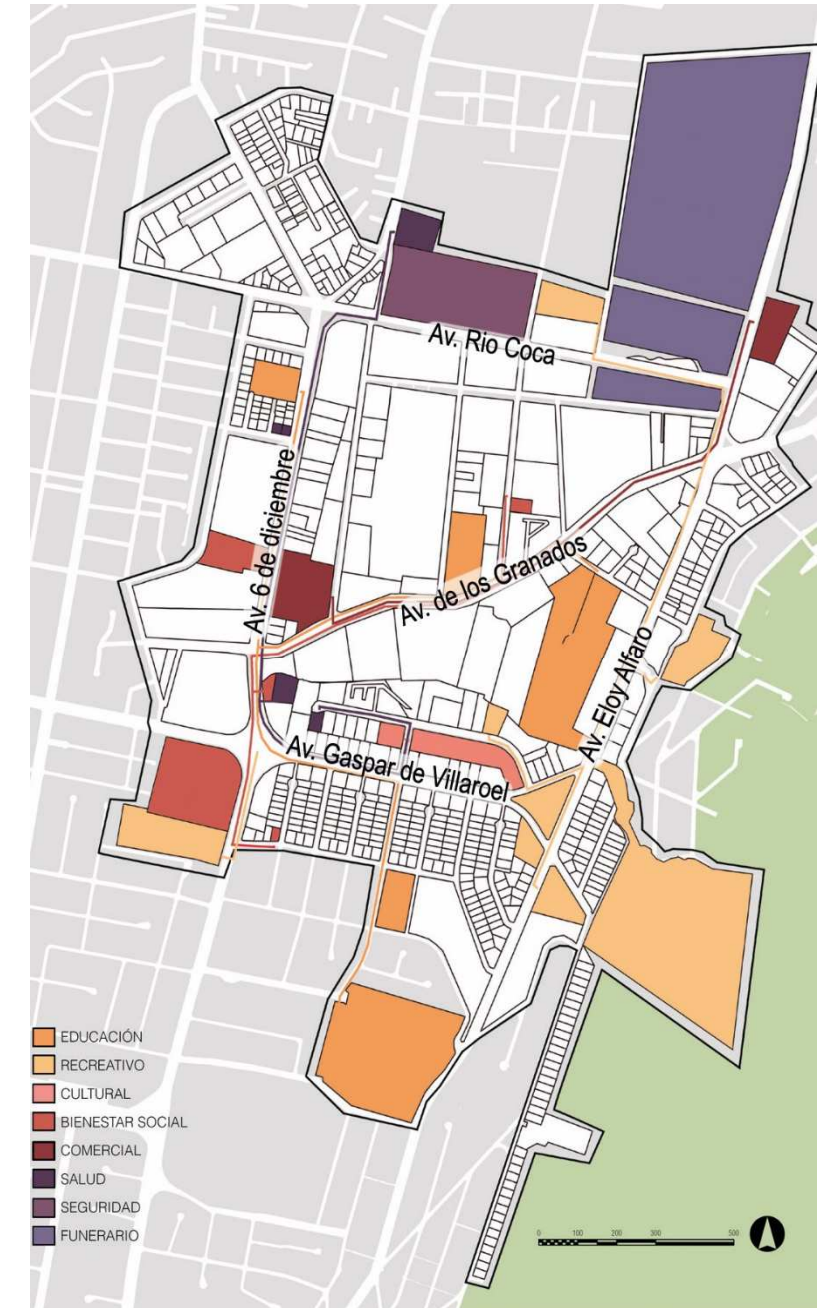 Av. Rio Coca
Av. 6 de diciembre
Av. de los Granados
Av. Eloy Alfaro
Av. Gaspar de Villaroel
EDUCACIÓN
RECREATIVO
CULTURAL
BIENESTAR SOCIAL
COMERCIAL
SALUD
SEGURIDAD
FUNERARIO
0 100 200 300 500